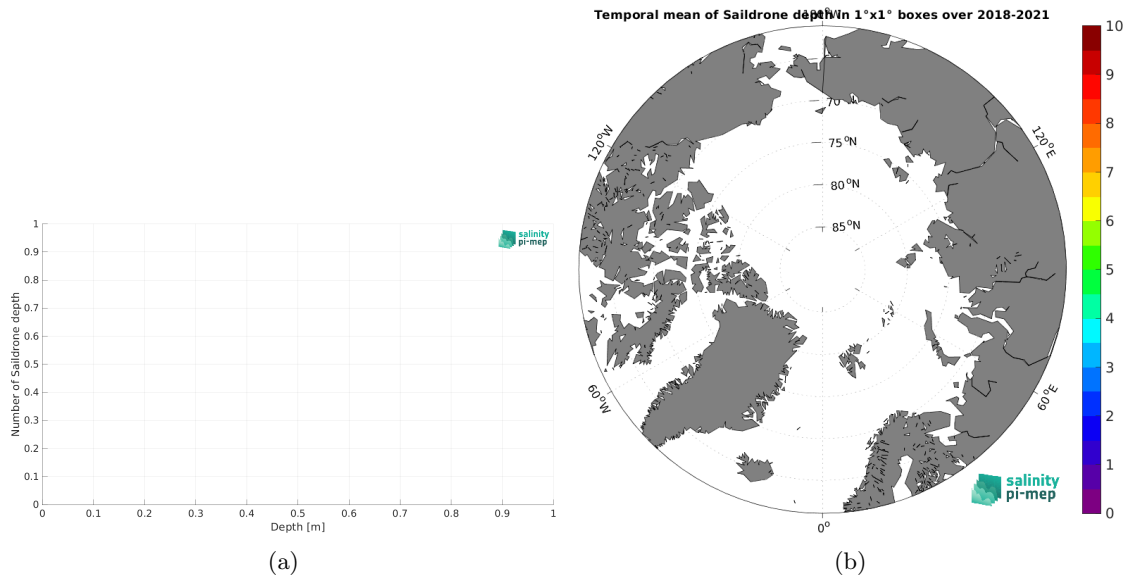 Temporal mean of Saildrone depth in 1°x1° boxes over 2018-2021
180°W
1
0.9
0.8
0.7
0.6
0.5
0.4
0.3
0.2
0.1
0
Number of Saildrone depth
0
0.1
0.2
0.3
0.4
0.5
0.6
0.7
0.8
0.9
1
Depth [m]
salinity
pi-mep
(a)
70°N
75°N
80°N
85°N
120°W
120°E
60°W
60°E
0°
salinity
pi-mep
10
9
8
7
6
5
4
3
2
1
0
(b)